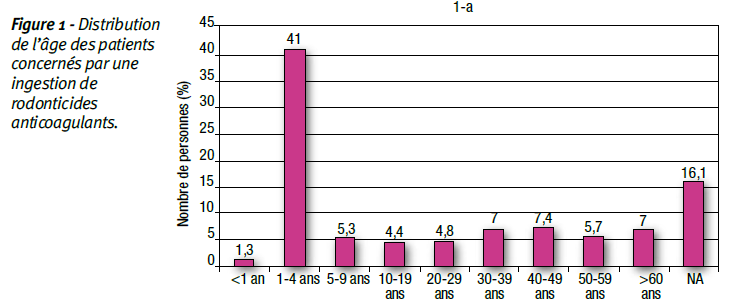 Figure 1 - Distribution
de l'âge des patients
concernés par une
ingestion de
rodonticides
anticoagulants.
1-a
Nombre de personnes (%)
45
40
35
30
25
20
15
10
5
0
1,3
41
5,3
4,4
4,8
7
7,4
5,7
7
16,1
<1 an
1-4 ans
5-9 ans
10-19
ans
20-29
ans
30-39
ans
40-49
ans
50-59
ans
>60
ans
NA